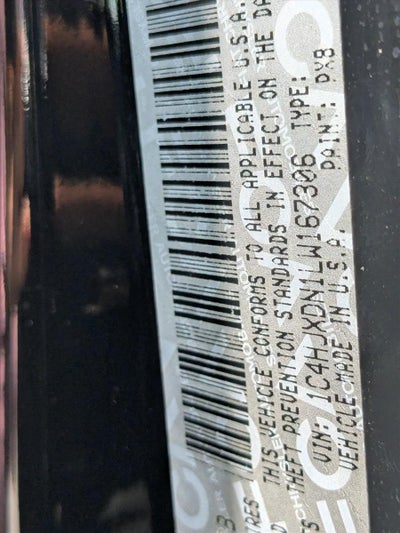 THIS VEHICLE CONFORMS TO ALL APPLICABLE U.S.A.
THEFT PREVENTION STANDARDS IN EFFECT ON THE DA
VIN: 1C4HJXDN1LW167306 TYPE:
VEHICLE MADE IN U.S.A. PAINT: PX8